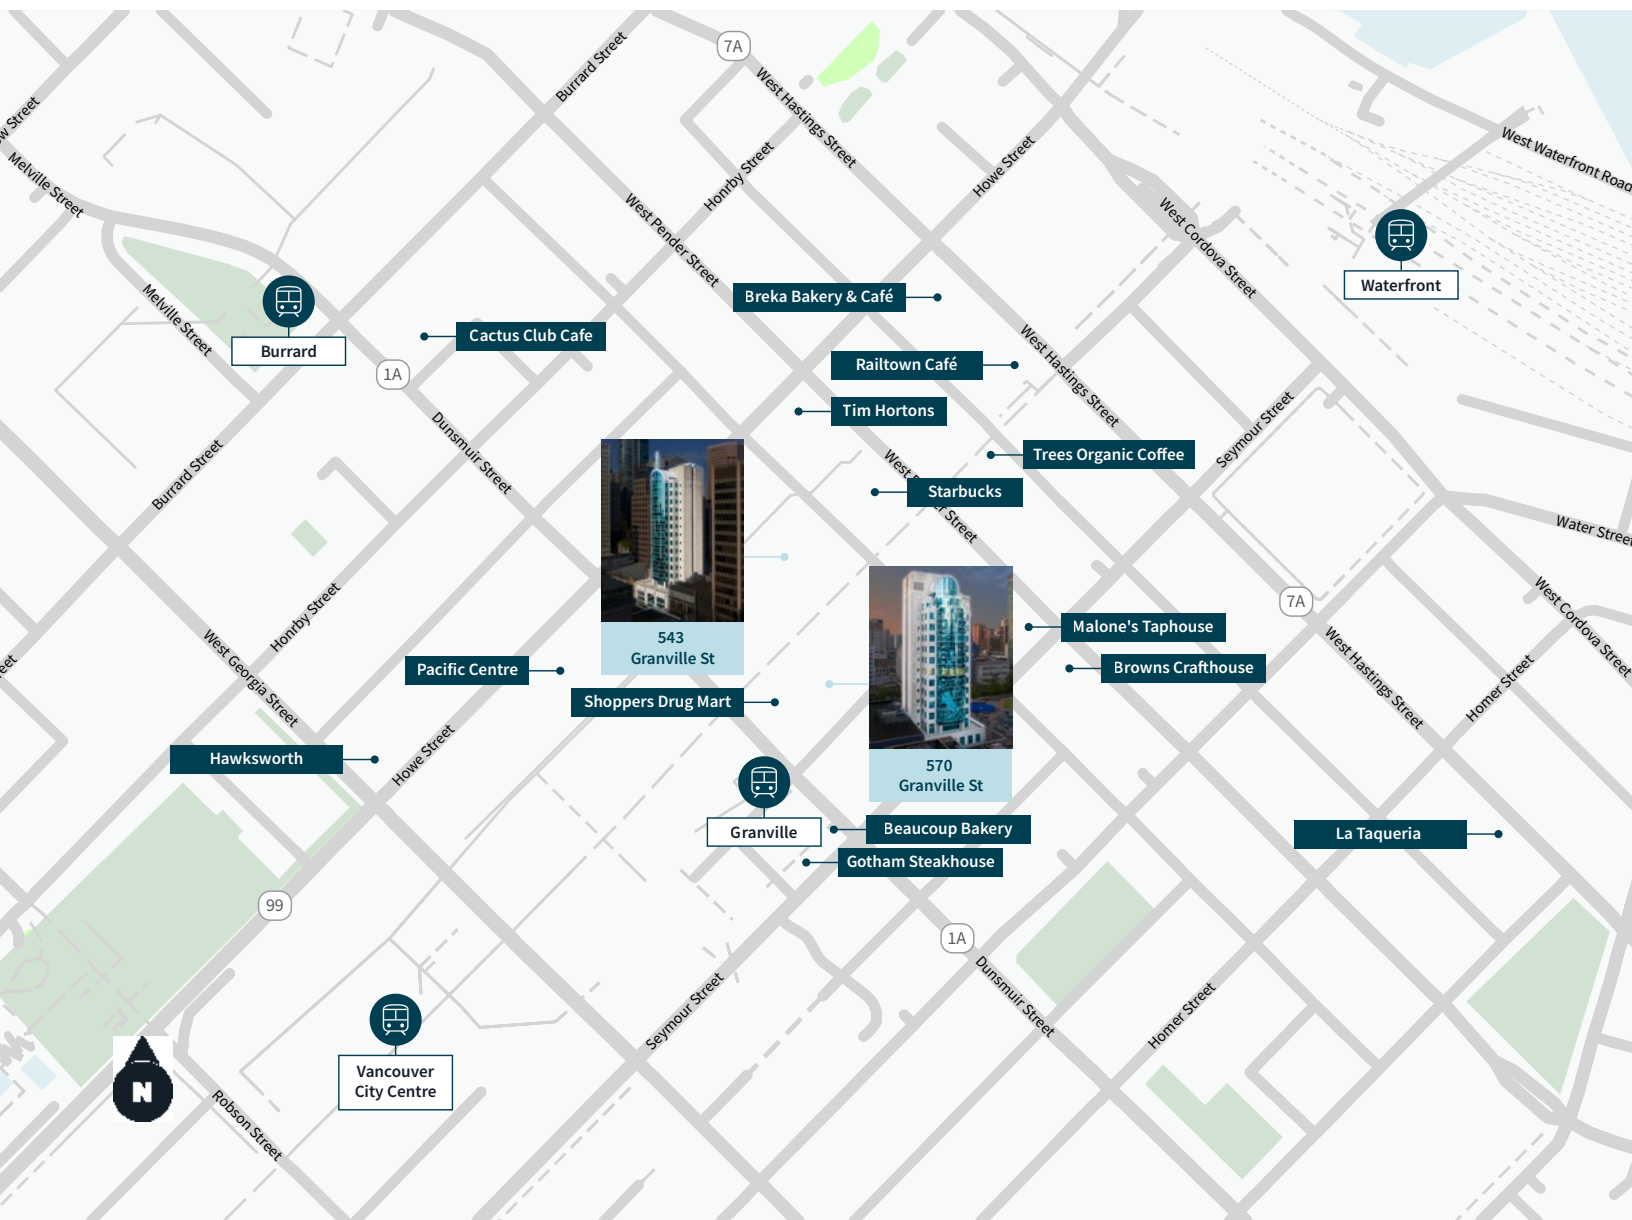 7A
Burrard Street
West Hastings Street
Howe Street
West Waterfront Road
w Street
Melville Street
Honrby Street
West Pender Street
West Cordova Street
Waterfront
Melville Street
Burrard
Breka Bakery & Café
Cactus Club Cafe
1A
Railtown Café
West Hastings Street
Tim Hortons
Seymour Street
Dunsmuir Street
Burrard Street
Trees Organic Coffee
Starbucks
Water Street
7A
Honrby Street
543
Granville St
West Georgia Street
Pacific Centre
Shoppers Drug Mart
Malone's Taphouse
Browns Crafthouse
West Hastings Street
West Cordova Street
Homer Street
eet
Hawksworth
Howe Street
570
Granville St
Granville
Beaucoup Bakery
Gotham Steakhouse
La Taqueria
99
1A
Dunsmuir Street
Seymour Street
Homer Street
Vancouver
City Centre
N
Robson Street